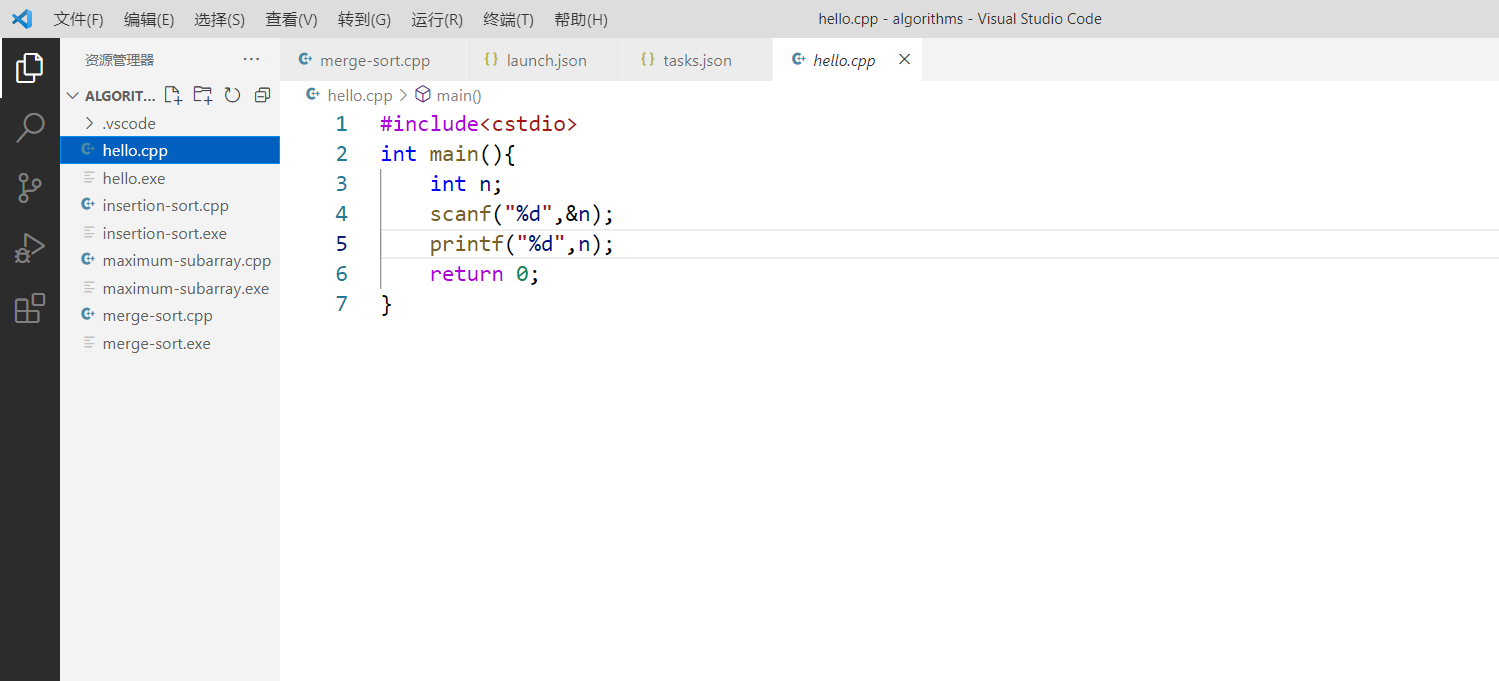 文件(F) 编辑(E) 选择(S) 查看(V) 转到(G) 运行(R) 终端(T) 帮助(H) hello.cpp - algorithms - Visual Studio Code
资源管理器 ···
merge-sort.cpp launch.json tasks.json hello.cpp
ALGORIT...
hello.cpp > main()
.vscode
hello.cpp
hello.exe
insertion-sort.cpp
insertion-sort.exe
maximum-subarray.cpp
maximum-subarray.exe
merge-sort.cpp
merge-sort.exe
1 #include<cstdio>
2 int main(){
3     int n;
4     scanf("%d",&n);
5     printf("%d",n);
6     return 0;
7 }